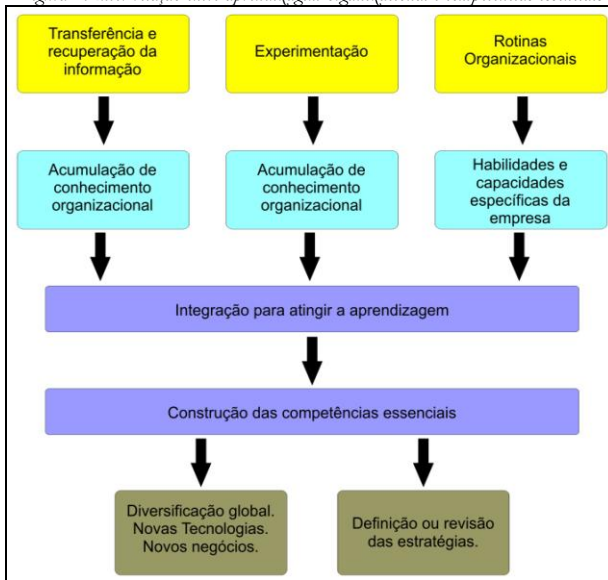 Transferência e
recuperação da
informação
Experimentação
Rotinas
Organizacionais
Acumulação de
conhecimento
organizacional
Acumulação de
conhecimento
organizacional
Habilidades e
capacidades
específicas da
empresa
Integração para atingir a aprendizagem
Construção das competências essenciais
Diversificação global.
Novas Tecnologias.
Novos negócios.
Definição ou revisão
das estratégias.